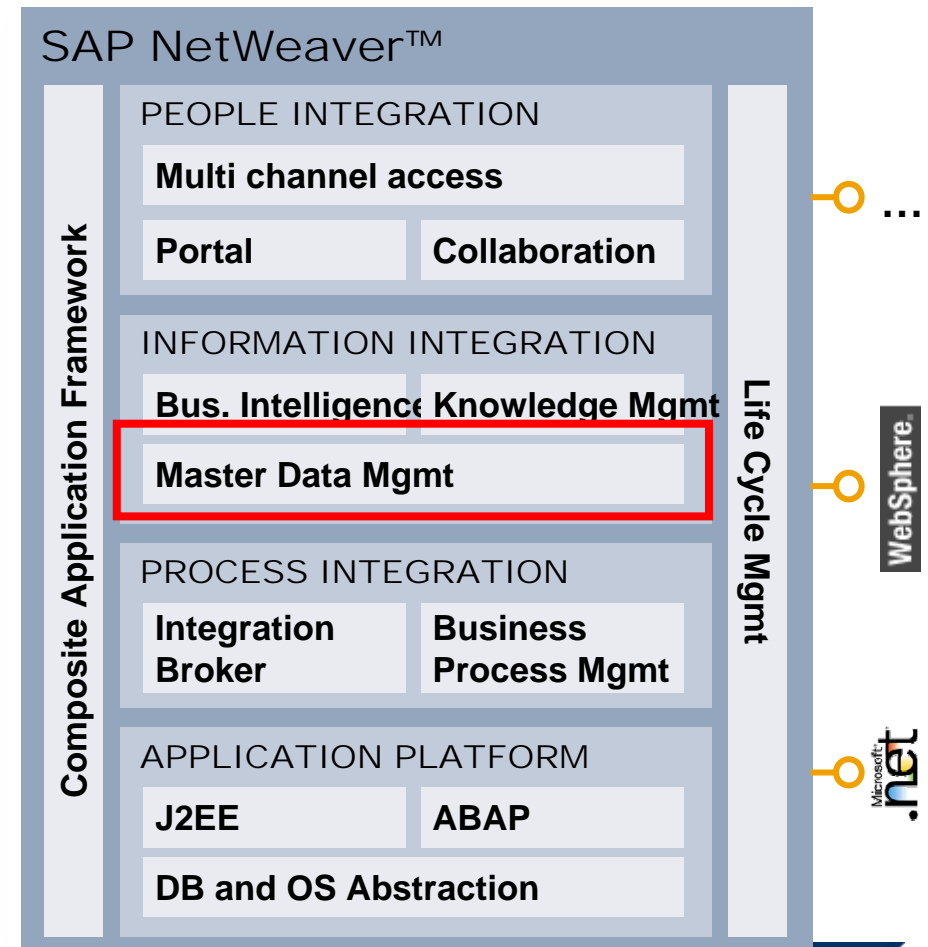 SAP NetWeaver™
Composite Application Framework
PEOPLE INTEGRATION
Multi channel access
Portal
Collaboration
INFORMATION INTEGRATION
Bus. Intelligence
Knowledge Mgmt
Master Data Mgmt
PROCESS INTEGRATION
Integration
Broker
Business
Process Mgmt
APPLICATION PLATFORM
J2EE
ABAP
DB and OS Abstraction
Life Cycle Mgmt
...
WebSphere.
Microsoft
.net